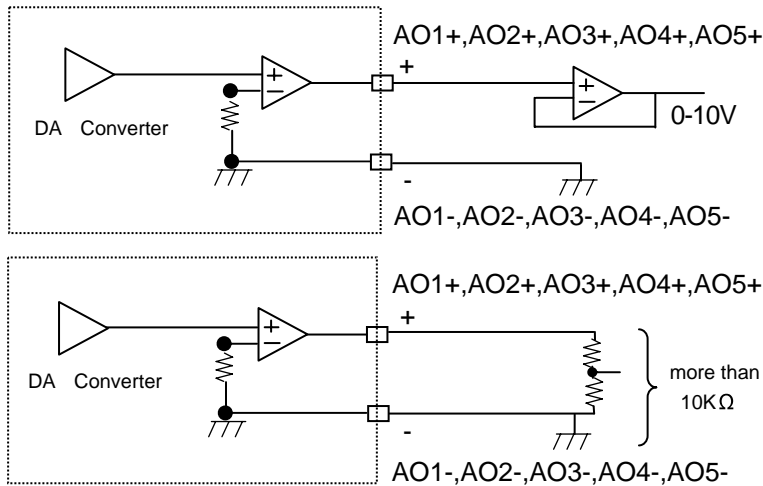 AO1+,AO2+,AO3+,AO4+,AO5+
+
+
−
+
−
DA Converter
0-10V
-
AO1-,AO2-,AO3-,AO4-,AO5-
AO1+,AO2+,AO3+,AO4+,AO5+
+
+
−
DA Converter
more than
10KΩ
-
AO1-,AO2-,AO3-,AO4-,AO5-